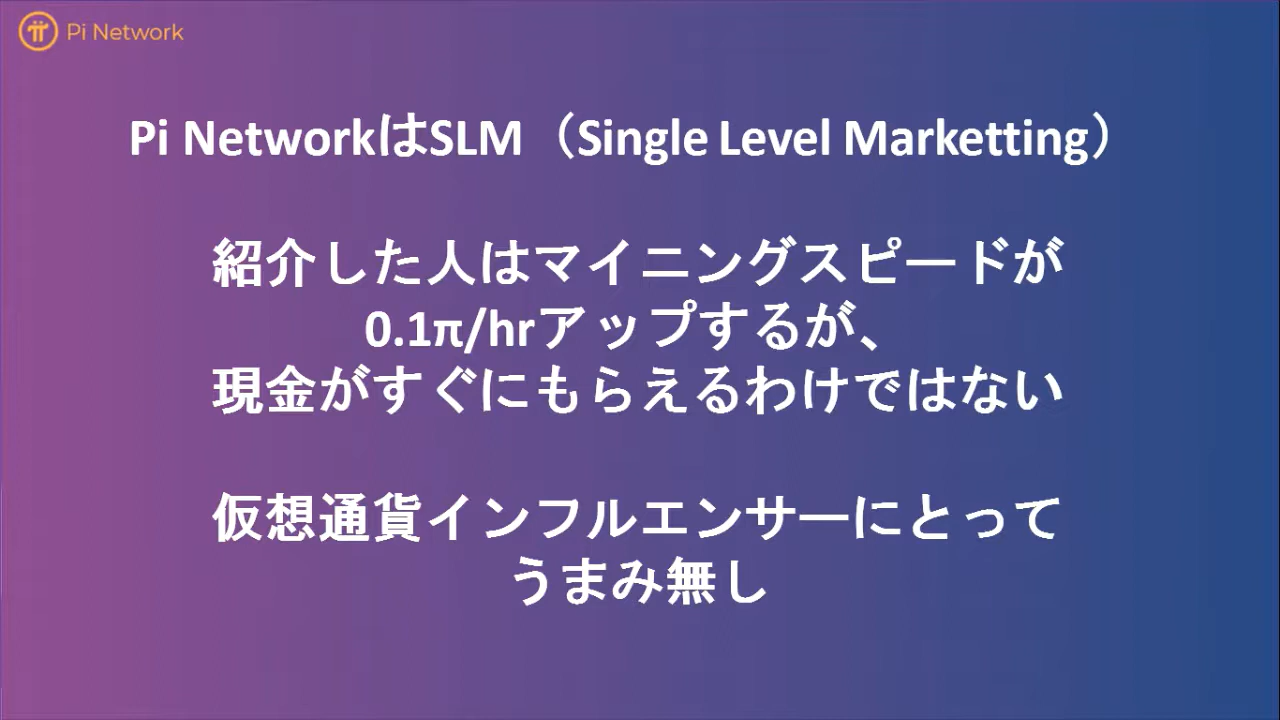 Pi Network
Pi NetworkはSLM（Single Level Marketting）
紹介した人はマイニングスピードが
0.1π/hrアップするが、
現金がすぐにもらえるわけではない
仮想通貨インフルエンサーにとって
うまみ無し